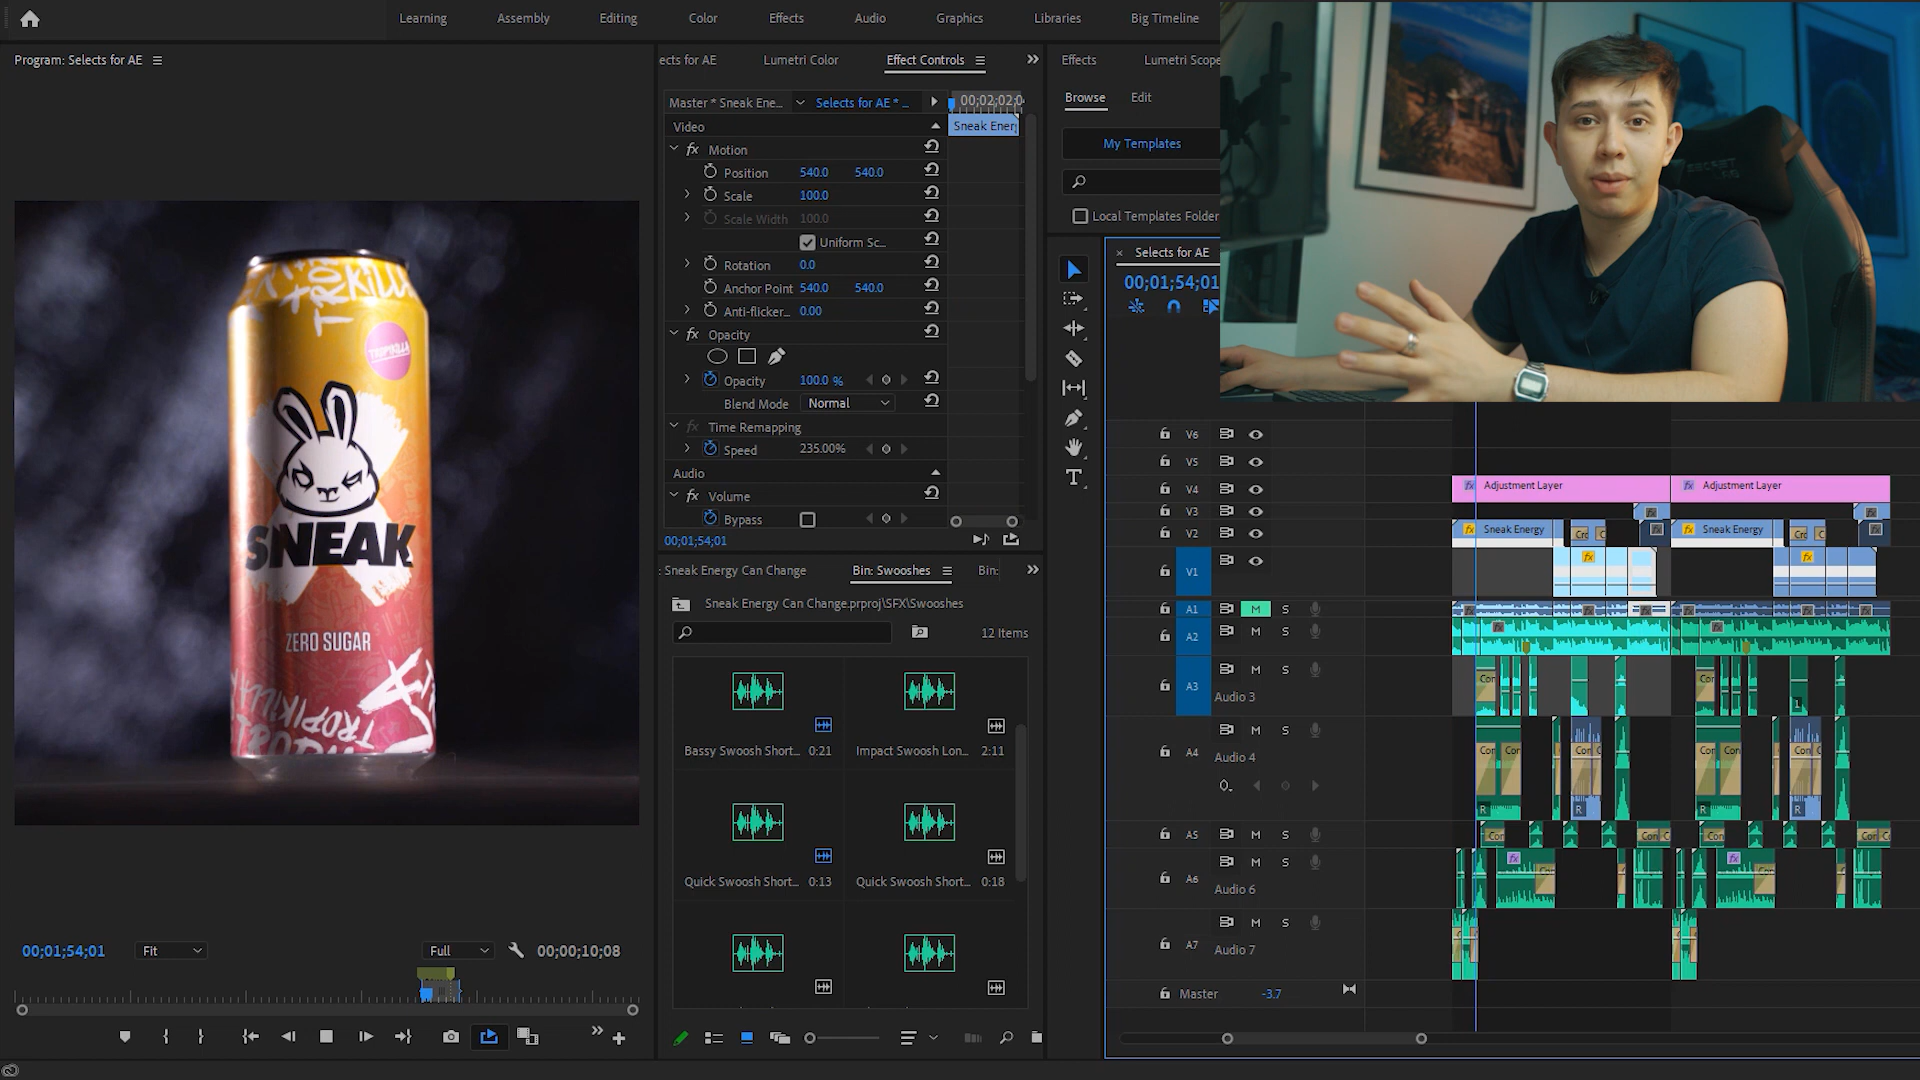 Learning
Assembly
Editing
Color
Effects
Audio
Graphics
Libraries
Big Timeline
Program: Selects for AE
ects for AE
Lumetri Color
Effect Controls
Effects
Lumetri Scope
Master * Sneak Ene...
Selects for AE * ...
00;02;02;0
Browse
Edit
Video
Sneak Ener
Motion
My Templates
Position 540.0 540.0
Scale 100.0
Scale Width 100.0
Local Templates Folder
Uniform Sc...
Rotation 0.0
Anchor Point 540.0 540.0
Anti-flicker... 0.00
Opacity
Opacity 100.0 %
Blend Mode Normal
Time Remapping
Speed 235.00%
Audio
Volume
Bypass
00;01;54;01
TROPIKILLA
SNEAK
ZERO SUGAR
TROPIKILLA
: Sneak Energy Can Change
Bin: Swooshes
Bin:
Sneak Energy Can Change.prproj\SFX\Swooshes
12 Items
Bassy Swoosh Short... 0:21
Impact Swoosh Lon... 2:11
Quick Swoosh Short... 0:13
Quick Swoosh Short... 0:18
00;01;54;01
Fit
Full
00;00;10;08
Selects for AE
00;01;54;01
V6
V5
V4
fx Adjustment Layer
fx Adjustment Layer
V3
V2
fx Sneak Energy
fx Sneak Energy
V1
A1 M S
A2 M S
A3 M S
Audio 3
A4 M S
Audio 4
A5 M S
A6 M S
Audio 6
A7 M S
Audio 7
Master -3.7